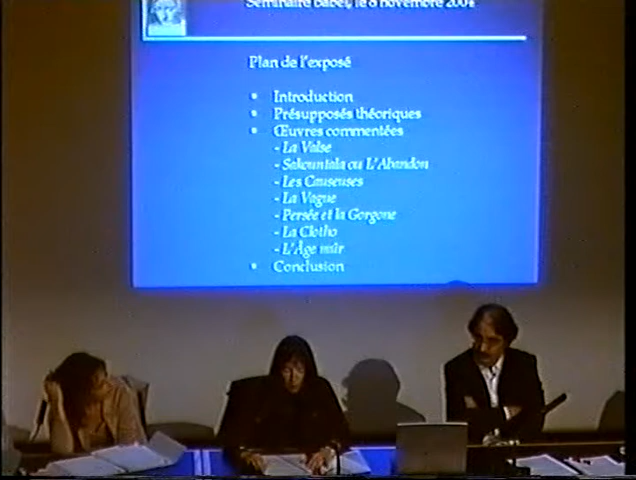 Séminaire Babel, le 8 novembre 2004
Plan de l'exposé
• Introduction
• Présupposés théoriques
• Œuvres commentées
- La Valse
- Sakountala ou L'Abandon
- Les Causeuses
- La Vague
- Persée et la Gorgone
- La Clotho
- L'Âge mûr
• Conclusion